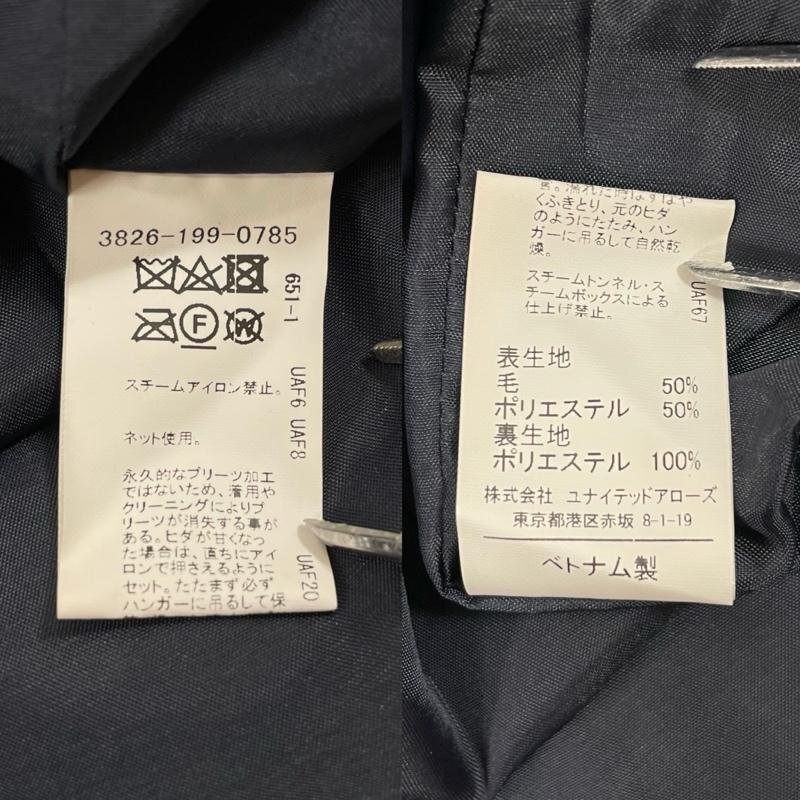 3826-199-0785
F
W
651-1
スチームアイロン禁止。
UAF6 UAF8
ネット使用。
永久的なプリーツ加工
ではないため、着用や
クリーニングによりプ
リーツが消失する事が
ある。ヒダが甘くなっ
た場合は、直ちにアイ
ロンで押さえるように
セット。たたまず必ず
ハンガーに吊るして保
UAF20
管。濡れた時はすばや
くふきとり、元のヒダ
のようにたたみ、ハン
ガーに吊るして自然乾
燥。
スチームトンネル・ス
チームボックスによる
仕上げ禁止。
UAF67
表生地
毛 50%
ポリエステル 50%
裏生地
ポリエステル 100%
株式会社 ユナイテッドアローズ
東京都港区赤坂 8-1-19
ベトナム製